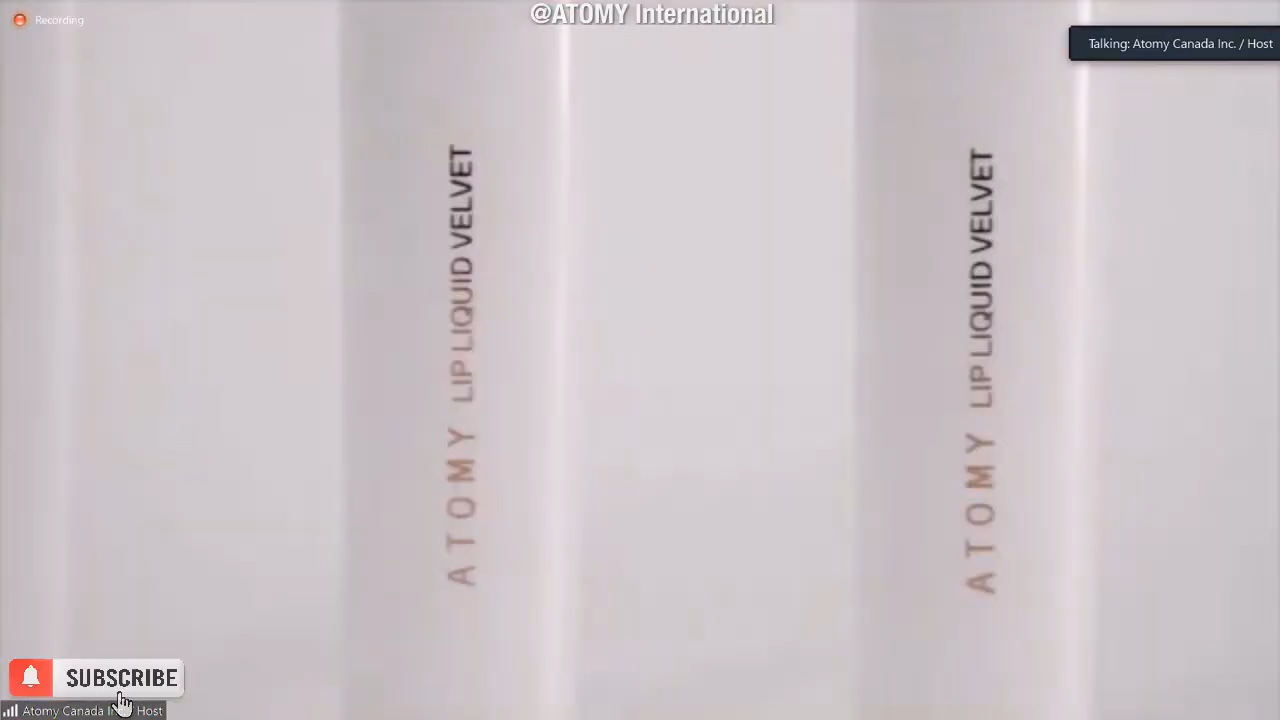 @ATOMY International
Recording
Talking: Atomy Canada Inc. / Host
ATOMY LIP LIQUID VELVET
ATOMY LIP LIQUID VELVET
SUBSCRIBE
Atomy Canada Host